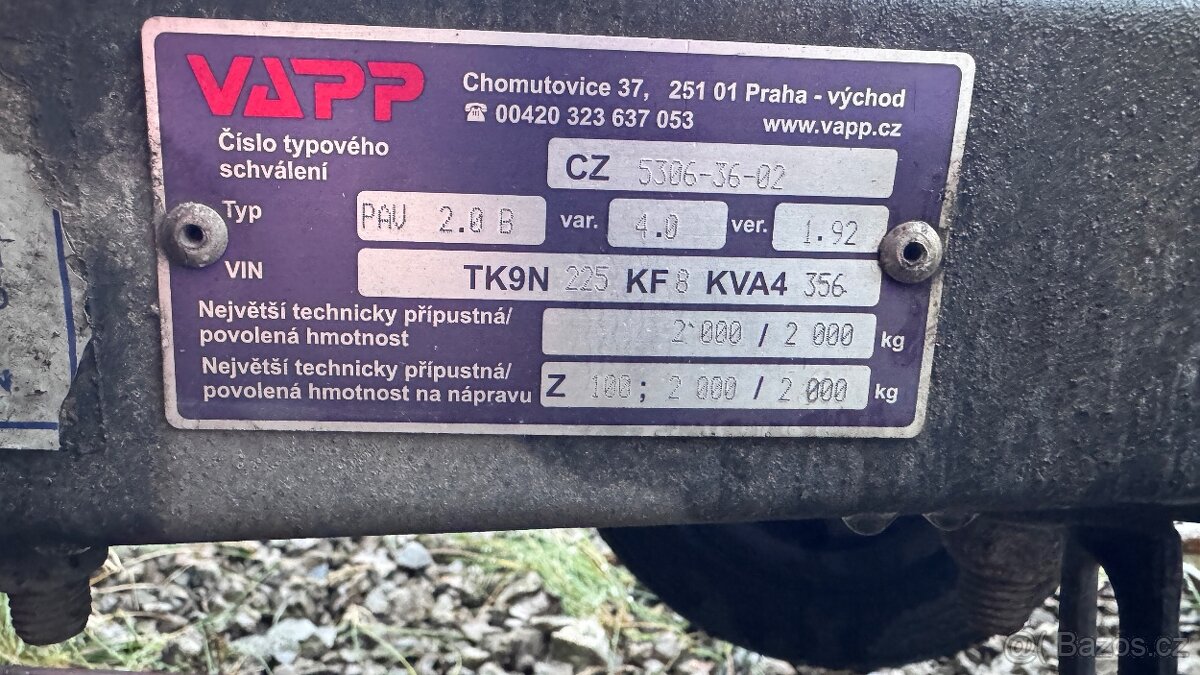 VAPP
Chomutovice 37, 251 01 Praha - východ
☎ 00420 323 637 053 www.vapp.cz
Číslo typového
schválení
CZ 5306-36-02
Typ PAV 2.0 B var. 4.0 ver. 1.92
VIN TK9N 225 KF 8 KVA4 356
Největší technicky přípustná/
povolená hmotnost
2 000 / 2 000 kg
Největší technicky přípustná/
povolená hmotnost na nápravu
Z 100; 2 000 / 2 000 kg
Bazoš.cz